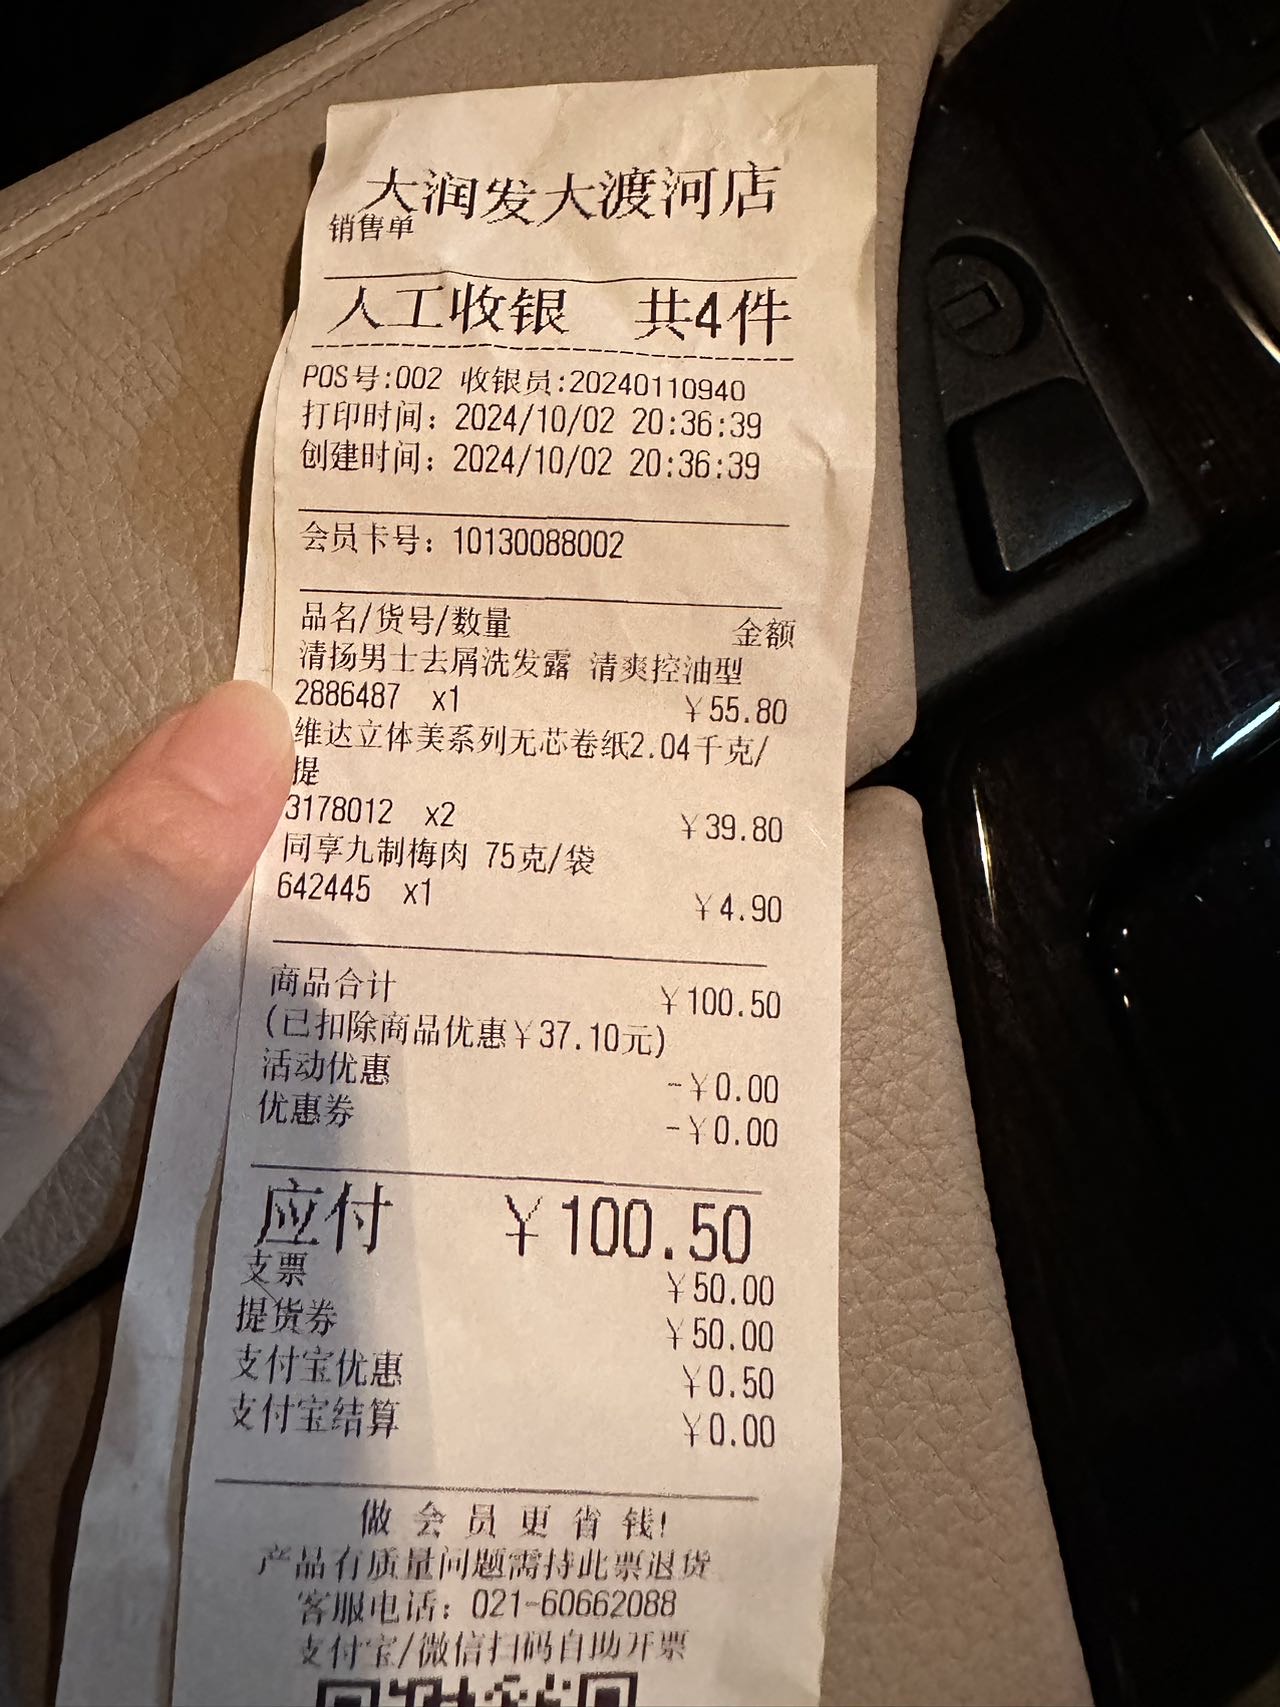 大润发大渡河店
销售单
人工收银 共4件
POS号:002 收银员:20240110940
打印时间：2024/10/02 20:36:39
创建时间：2024/10/02 20:36:39
会员卡号：10130088002
品名/货号/数量 金额
清扬男士去屑洗发露 清爽控油型
2886487 x1 ￥55.80
维达立体美系列无芯卷纸2.04千克/
提
3178012 x2 ￥39.80
同享九制梅肉 75克/袋
642445 x1 ￥4.90
商品合计 ￥100.50
(已扣除商品优惠￥37.10元)
活动优惠 -￥0.00
优惠券 -￥0.00
应付 ￥100.50
支票 ￥50.00
提货券 ￥50.00
支付宝优惠 ￥0.50
支付宝结算 ￥0.00
做会员更省钱!
产品有质量问题需持此票退货
客服电话：021-60662088
支付宝/微信扫码自助开票